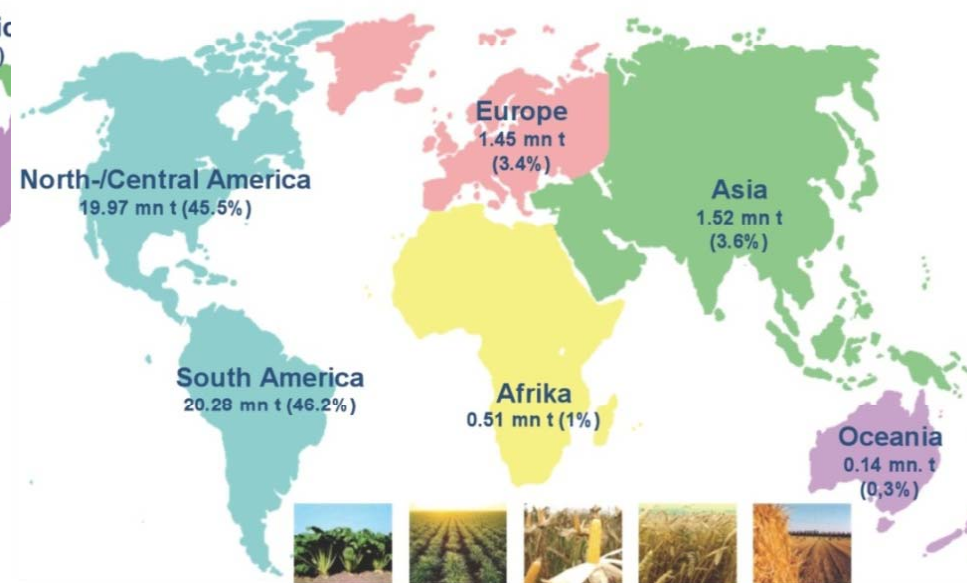 ic
)
Europe
1.45 mn t
(3.4%)
North-/Central America
19.97 mn t (45.5%)
Asia
1.52 mn t
(3.6%)
South America
20.28 mn t (46.2%)
Afrika
0.51 mn t (1%)
Oceania
0.14 mn. t
(0,3%)